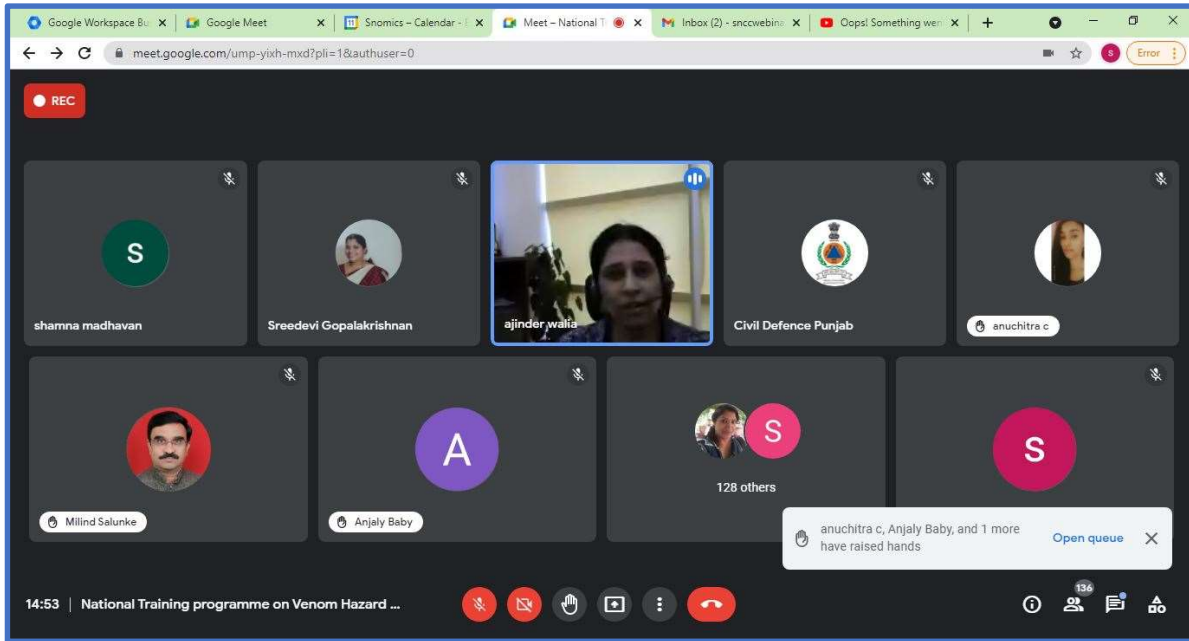 Google Workspace Bu
Google Meet
Snomics – Calendar -
Meet – National T
Inbox (2) - snccwebina
Oops! Something wen
meet.google.com/ump-yixh-mxd?pli=1&authuser=0
S
Error
REC
S
shamna madhavan
Sreedevi Gopalakrishnan
ajinder walia
Civil Defence Punjab
anuchitra c
Milind Salunke
A
Anjaly Baby
S
128 others
S
anuchitra c, Anjaly Baby, and 1 more
have raised hands
Open queue
14:53 | National Training programme on Venom Hazard ...
136